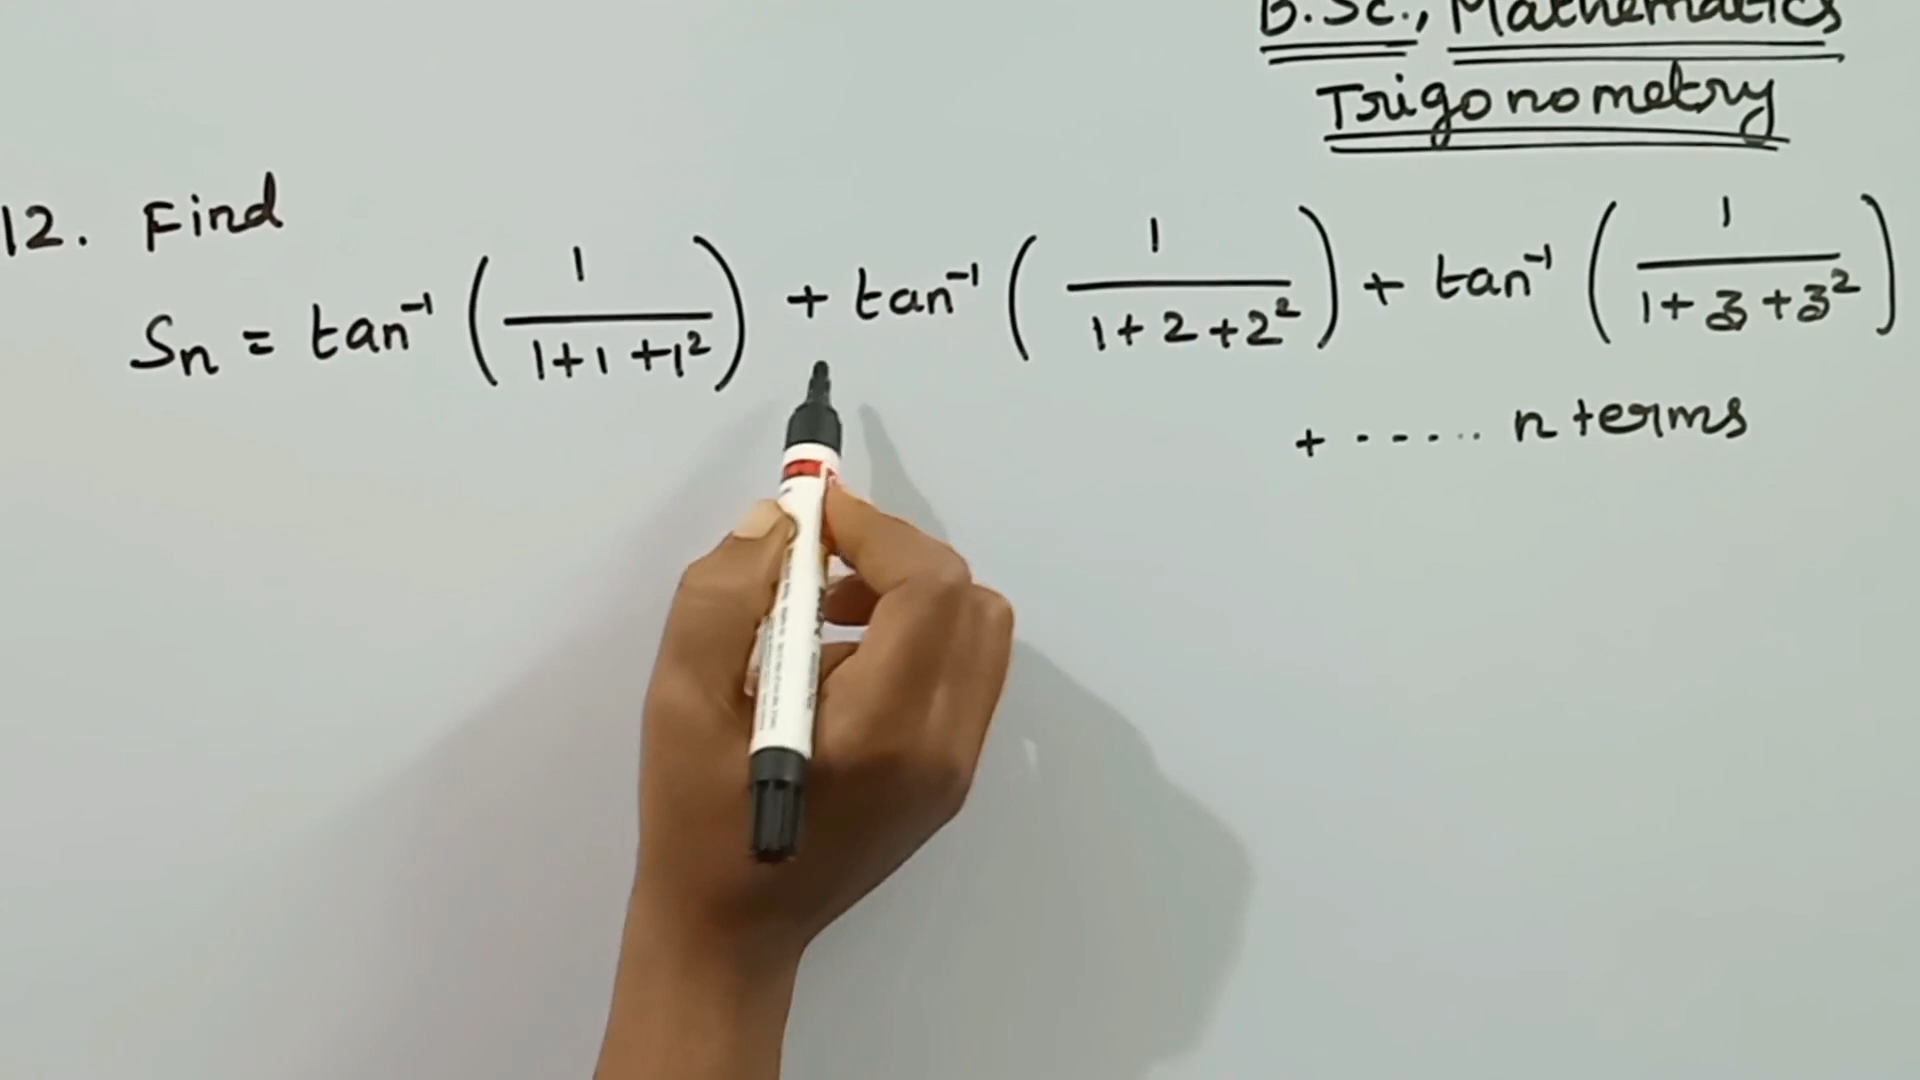 B.Sc., Mathematics
Trigonometry
12. Find
Sn = tan⁻¹ (1/(1+1+1²)) + tan⁻¹ (1/(1+2+2²)) + tan⁻¹ (1/(1+3+3²))
+ ..... n terms